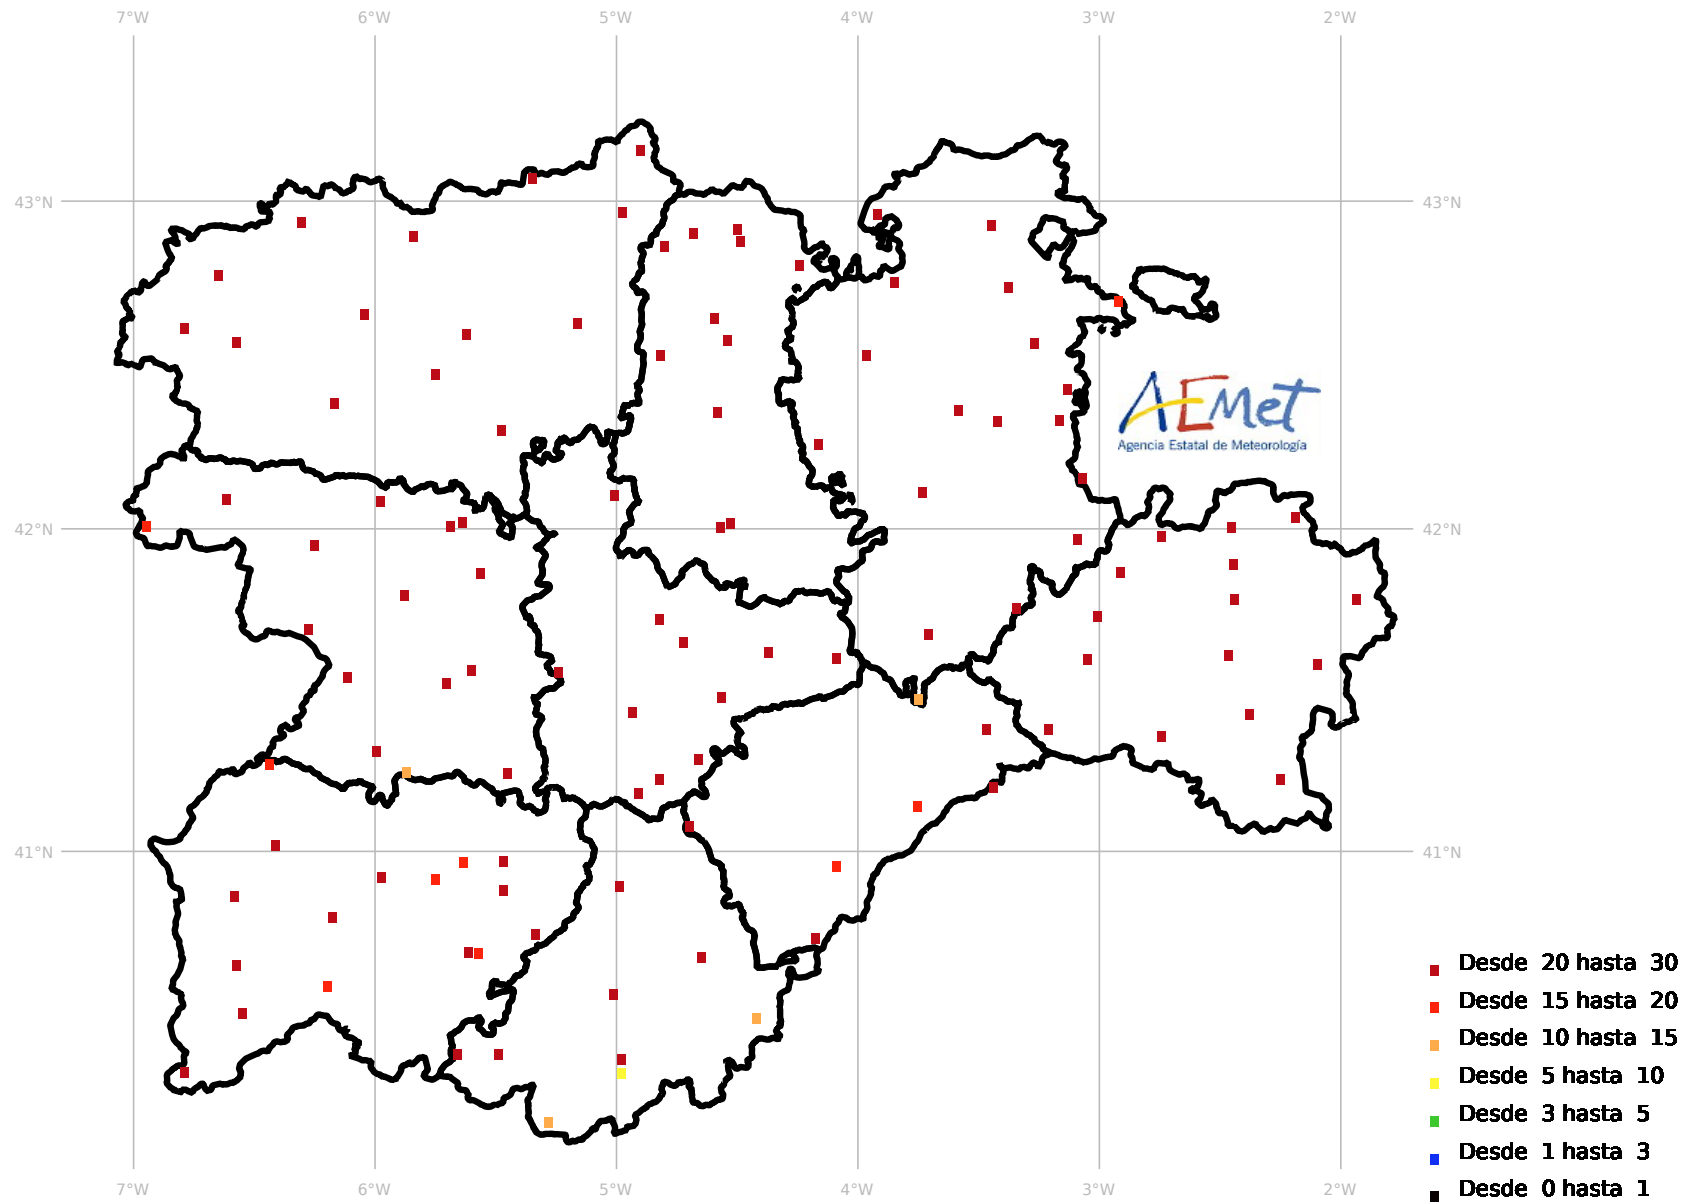 7°W 6°W 5°W 4°W 3°W 2°W
43°N 43°N
AEMet
Agencia Estatal de Meteorología
42°N 42°N
41°N 41°N
Desde 20 hasta 30
Desde 15 hasta 20
Desde 10 hasta 15
Desde 5 hasta 10
Desde 3 hasta 5
Desde 1 hasta 3
Desde 0 hasta 1
7°W 6°W 5°W 4°W 3°W 2°W